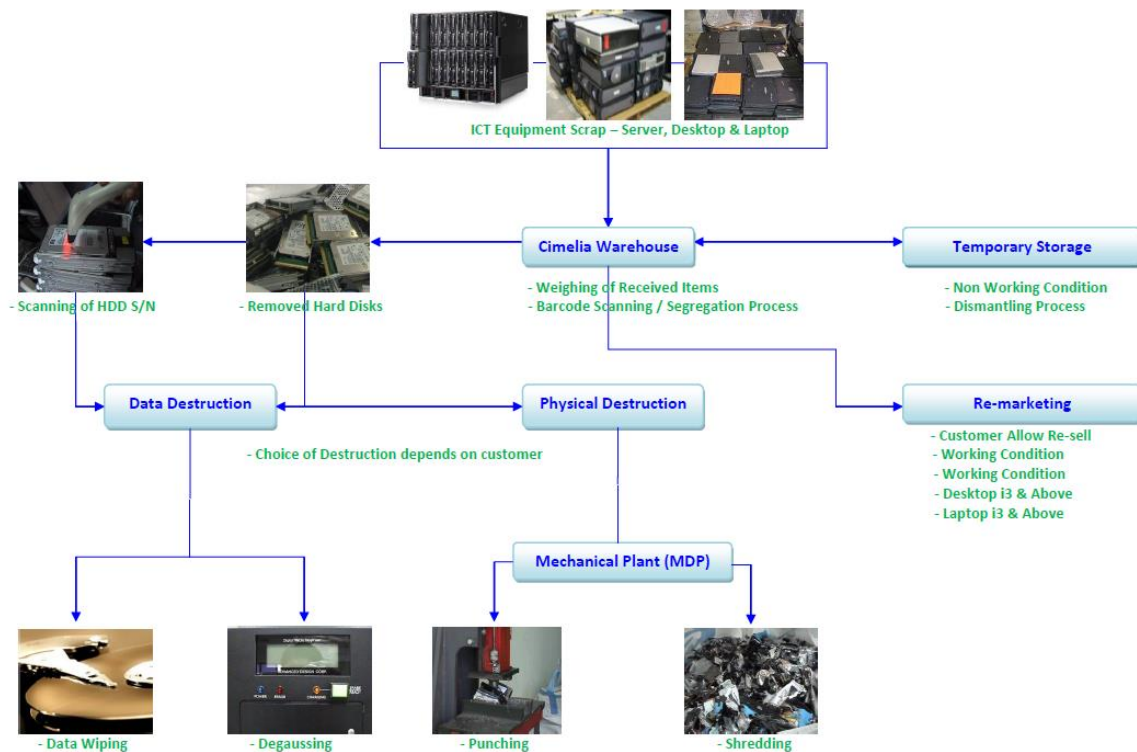 ICT Equipment Scrap – Server, Desktop & Laptop
Cimelia Warehouse
Temporary Storage
- Scanning of HDD S/N
- Removed Hard Disks
- Weighing of Received Items
- Barcode Scanning / Segregation Process
- Non Working Condition
- Dismantling Process
Data Destruction
Physical Destruction
Re-marketing
- Choice of Destruction depends on customer
- Customer Allow Re-sell
- Working Condition
- Working Condition
- Desktop i3 & Above
- Laptop i3 & Above
Mechanical Plant (MDP)
POWER
CHARGING
- Data Wiping
- Degaussing
- Punching
- Shredding